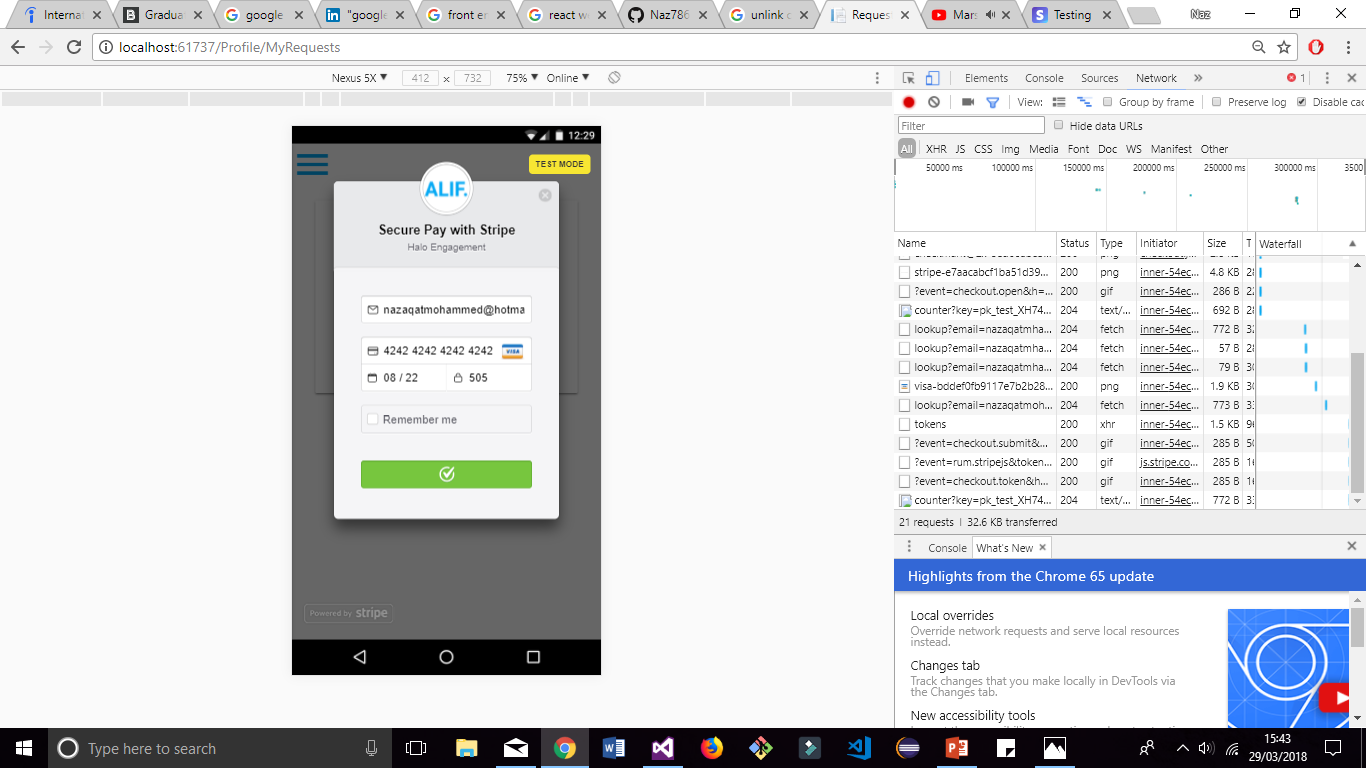 Internat
Graduat
google
"google
front en
react we
Naz786
unlink c
Request
Mars
Testing
Naz
localhost:61737/Profile/MyRequests
Nexus 5X ▼ 412 x 732 75% ▼ Online ▼
Elements Console Sources Network » 1
View: Group by frame Preserve log Disable cac
Filter Hide data URLs
All XHR JS CSS Img Media Font Doc WS Manifest Other
50000 ms 100000 ms 150000 ms 200000 ms 250000 ms 300000 ms 3500
Name Status Type Initiator Size T Waterfall
stripe-e7aacabcf1ba51d39... 200 png inner-54ec... 4.8 KB
?event=checkout.open&h=... 200 gif inner-54ec... 286 B
counter?key=pk_test_XH74... 204 text/... inner-54ec... 692 B
lookup?email=nazaqatmha... 204 fetch inner-54ec... 772 B
lookup?email=nazaqatmha... 204 fetch inner-54ec... 57 B
lookup?email=nazaqatmha... 204 fetch inner-54ec... 79 B
visa-bddef0fb9117e7b2b28... 200 png inner-54ec... 1.9 KB
lookup?email=nazaqatmoh... 204 fetch inner-54ec... 773 B
tokens 200 xhr inner-54ec... 1.5 KB
?event=checkout.submit&... 200 gif inner-54ec... 285 B
?event=rum.stripejs&token... 200 gif js.stripe.co... 285 B
?event=checkout.token&h... 200 gif inner-54ec... 285 B
counter?key=pk_test_XH74... 204 text/... inner-54ec... 772 B
21 requests | 32.6 KB transferred
Console What's New
Highlights from the Chrome 65 update
Local overrides
Override network requests and serve local resources
instead.
Changes tab
Track changes that you make locally in DevTools via
the Changes tab.
New accessibility tools
12:29
TEST MODE
ALIF.
Secure Pay with Stripe
Halo Engagement
nazaqatmohammed@hotma
4242 4242 4242 4242 VISA
08 / 22 505
Remember me
Powered by stripe
Type here to search
15:43
29/03/2018